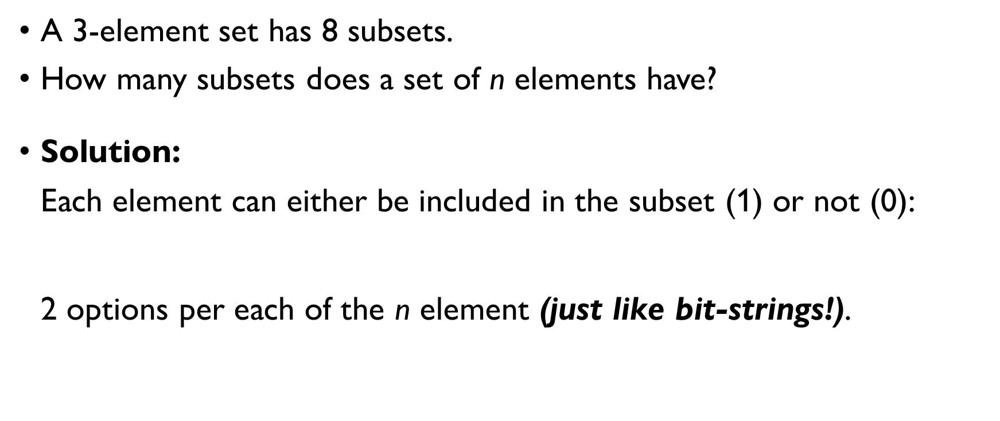 • A 3-element set has 8 subsets.
• How many subsets does a set of n elements have?
• Solution:
Each element can either be included in the subset (1) or not (0):
2 options per each of the n element (just like bit-strings!).